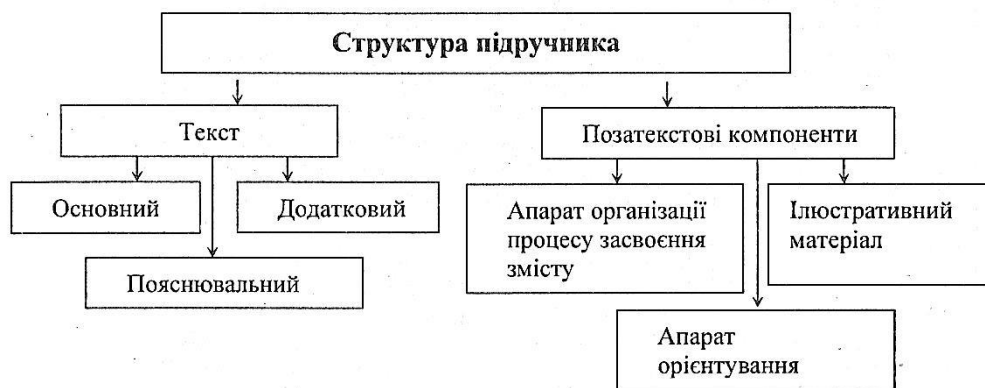 Структура підручника
Текст
Позатекстові компоненти
Основний
Додатковий
Пояснювальний
Апарат організації
процесу засвоєння
змісту
Ілюстративний
матеріал
Апарат
орієнтування